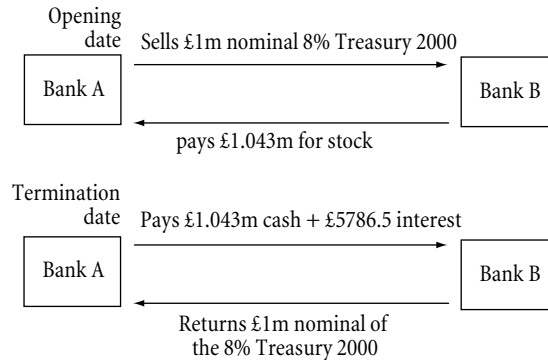 Opening
date
Sells £1m nominal 8% Treasury 2000
Bank A
Bank B
pays £1.043m for stock
Termination
date
Pays £1.043m cash + £5786.5 interest
Bank A
Bank B
Returns £1m nominal of
the 8% Treasury 2000